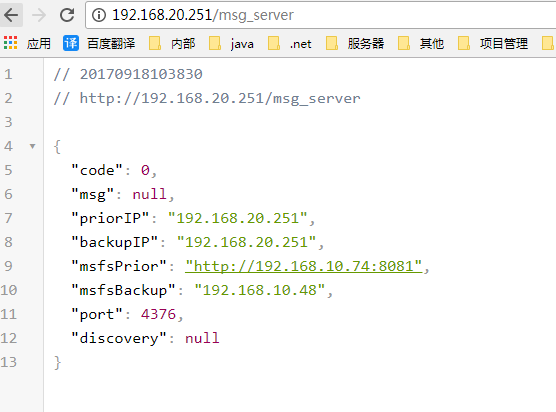 192.168.20.251/msg_server
应用 译 百度翻译 内部 java .net 服务器 其他 项目管理
1 // 20170918103830
2 // http://192.168.20.251/msg_server
3
4 {
5 "code": 0,
6 "msg": null,
7 "priorIP": "192.168.20.251",
8 "backupIP": "192.168.20.251",
9 "msfsPrior": "http://192.168.10.74:8081",
10 "msfsBackup": "192.168.10.48",
11 "port": 4376,
12 "discovery": null
13 }